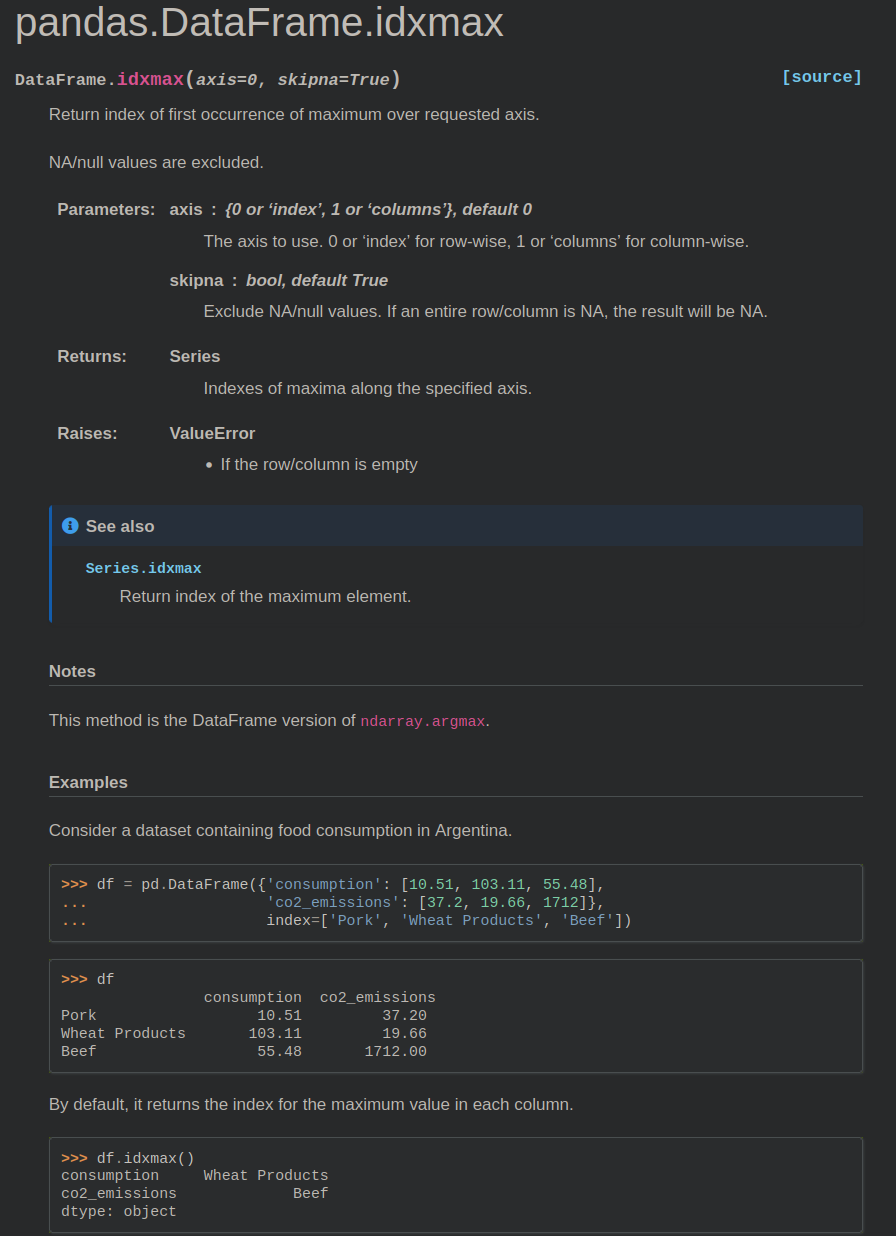 pandas.DataFrame.idxmax
DataFrame.idxmax(axis=0, skipna=True) [source]
Return index of first occurrence of maximum over requested axis.
NA/null values are excluded.
Parameters: axis : {0 or ‘index’, 1 or ‘columns’}, default 0
The axis to use. 0 or ‘index’ for row-wise, 1 or ‘columns’ for column-wise.
skipna : bool, default True
Exclude NA/null values. If an entire row/column is NA, the result will be NA.
Returns: Series
Indexes of maxima along the specified axis.
Raises: ValueError
• If the row/column is empty
See also
Series.idxmax
Return index of the maximum element.
Notes
This method is the DataFrame version of ndarray.argmax.
Examples
Consider a dataset containing food consumption in Argentina.
>>> df = pd.DataFrame({'consumption': [10.51, 103.11, 55.48],
...                    'co2_emissions': [37.2, 19.66, 1712]},
...                    index=['Pork', 'Wheat Products', 'Beef'])
>>> df
                consumption  co2_emissions
Pork                  10.51         37.20
Wheat Products       103.11         19.66
Beef                  55.48       1712.00
By default, it returns the index for the maximum value in each column.
>>> df.idxmax()
consumption     Wheat Products
co2_emissions             Beef
dtype: object